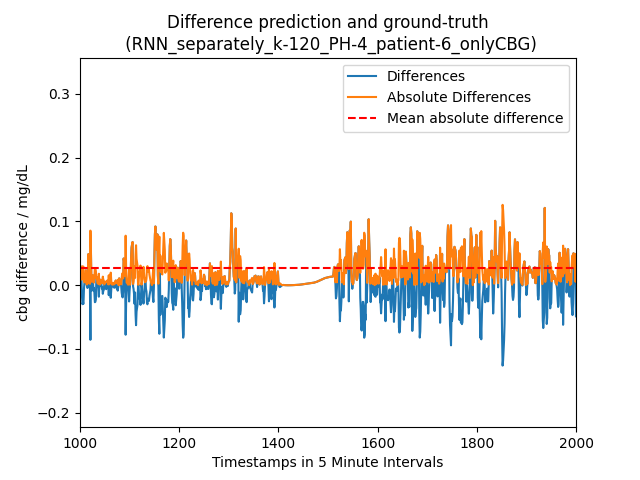 Difference prediction and ground-truth
(RNN_separately_k-120_PH-4_patient-6_onlyCBG)
Differences
Absolute Differences
Mean absolute difference
cbg difference / mg/dL
0.3
0.2
0.1
0.0
−0.1
−0.2
1000 1200 1400 1600 1800 2000
Timestamps in 5 Minute Intervals